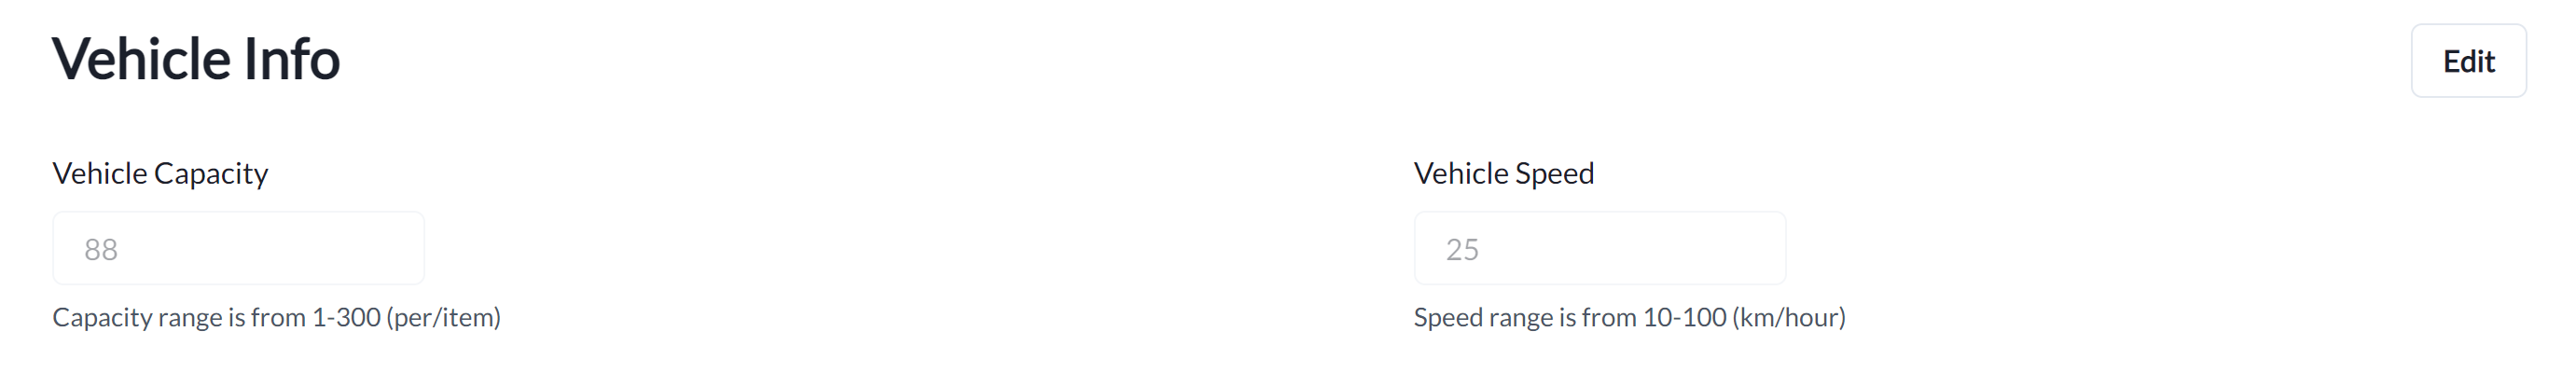 Vehicle Info
Edit
Vehicle Capacity
88
Capacity range is from 1-300 (per/item)
Vehicle Speed
25
Speed range is from 10-100 (km/hour)